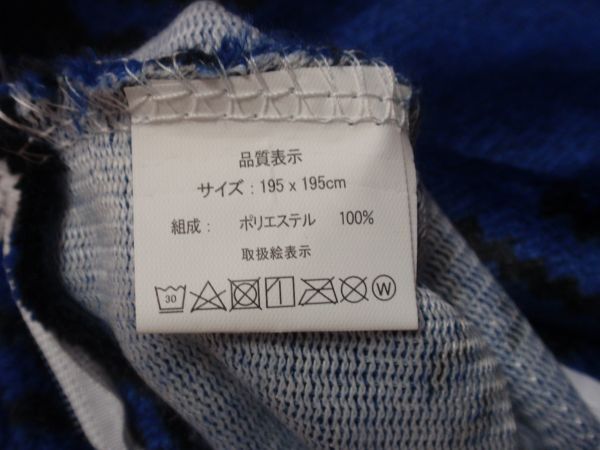 品質表示
サイズ : 195 x 195cm
組成 : ポリエステル 100%
取扱絵表示
30 W